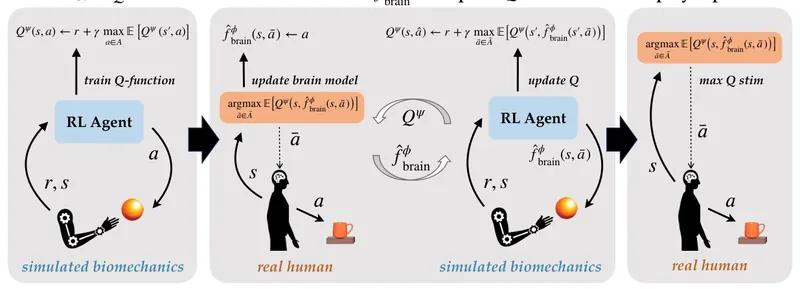 Q^ψ(s, a) ← r + γ max_{a∈A} 𝔼[Q^ψ(s′, a)]
train Q-function
RL Agent
a
r, s
simulated biomechanics
f̂^ϕ_brain(s, ā) ← a
update brain model
argmax_{ā∈Ā} 𝔼[Q^ψ(s, f̂^ϕ_brain(s, ā))]
ā
s
a
real human
Q^ψ
f̂^ϕ_brain
Q^ψ(s, â) ← r + γ max_{ā∈Ā} 𝔼[Q^ψ(s′, f̂^ϕ_brain(s′, ā))]
update Q
RL Agent
f̂^ϕ_brain(s, ā)
r, s
simulated biomechanics
argmax_{ā∈Ā} 𝔼[Q^ψ(s, f̂^ϕ_brain(s, ā))]
max Q stim
ā
s
a
real human